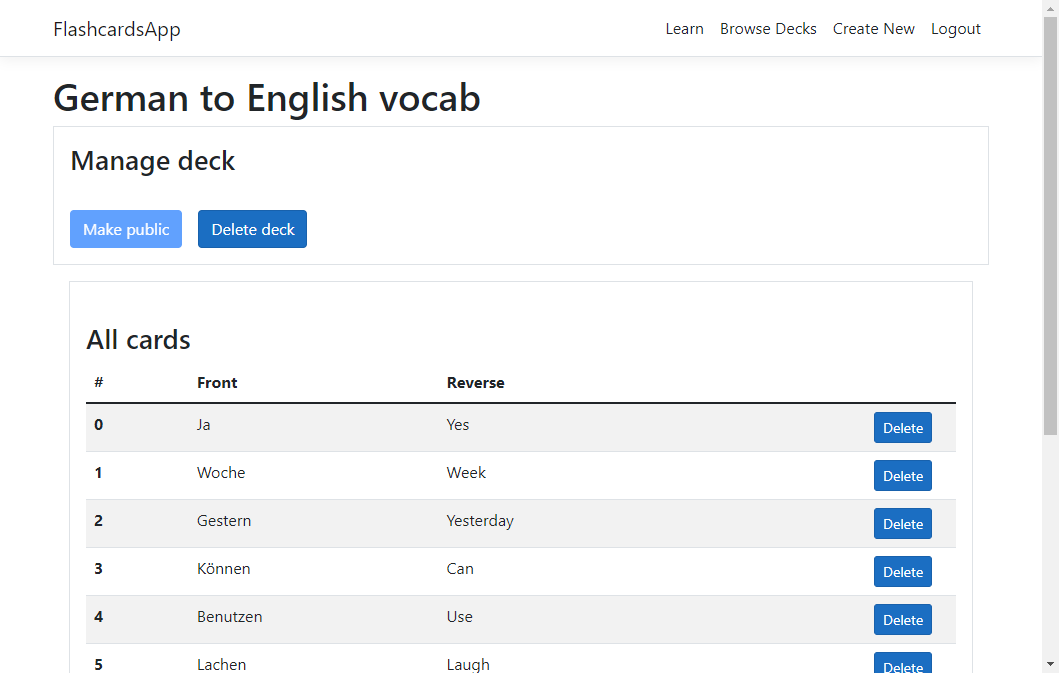 FlashcardsApp Learn Browse Decks Create New Logout
German to English vocab
Manage deck
Make public Delete deck
All cards
# Front Reverse
0 Ja Yes Delete
1 Woche Week Delete
2 Gestern Yesterday Delete
3 Können Can Delete
4 Benutzen Use Delete
5 Lachen Laugh Delete